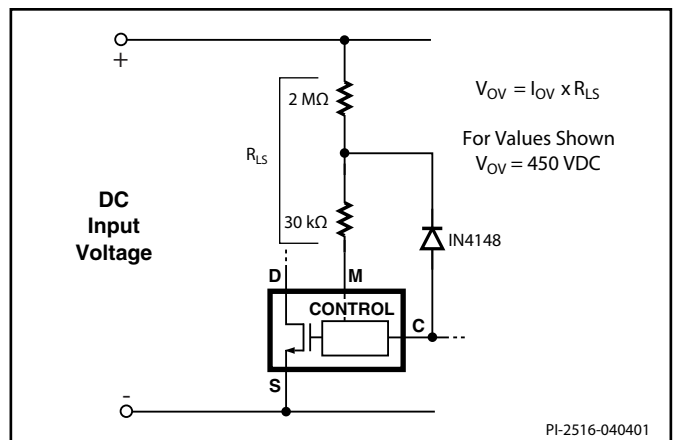 +
2 MΩ
V_OV = I_OV x R_LS
For Values Shown
V_OV = 450 VDC
R_LS
DC
Input
Voltage
30 kΩ
IN4148
D
M
CONTROL
C
S
-
PI-2516-040401